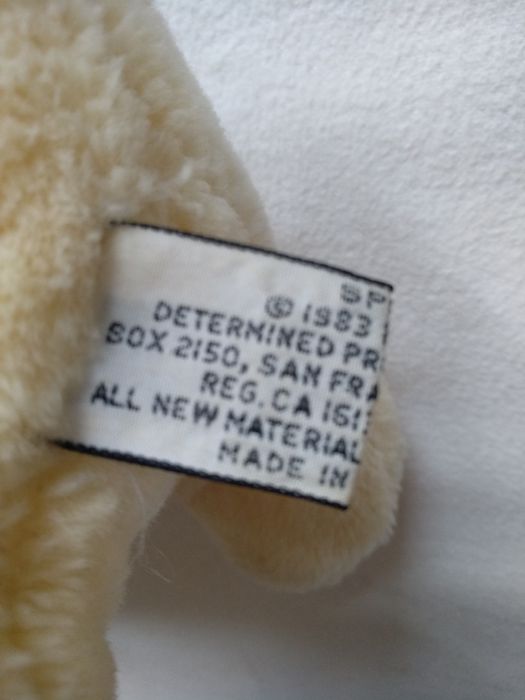 SP
© 1983
DETERMINED PR
BOX 2150, SAN FRA
REG. CA 161
ALL NEW MATERIAL
MADE IN